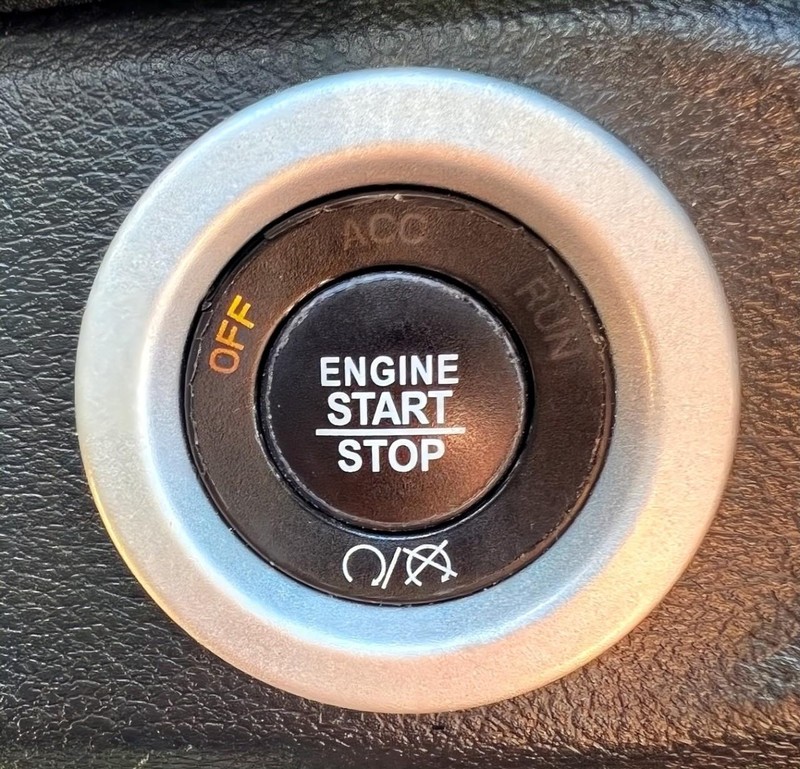 ACC
OFF
RUN
ENGINE
START
STOP